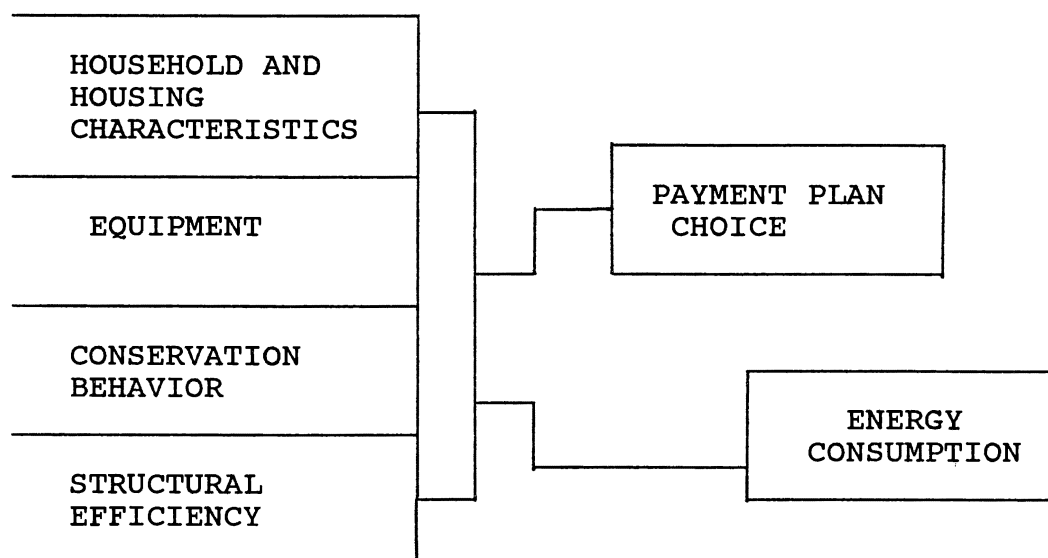 HOUSEHOLD AND
HOUSING
CHARACTERISTICS
EQUIPMENT
CONSERVATION
BEHAVIOR
STRUCTURAL
EFFICIENCY
PAYMENT PLAN
CHOICE
ENERGY
CONSUMPTION